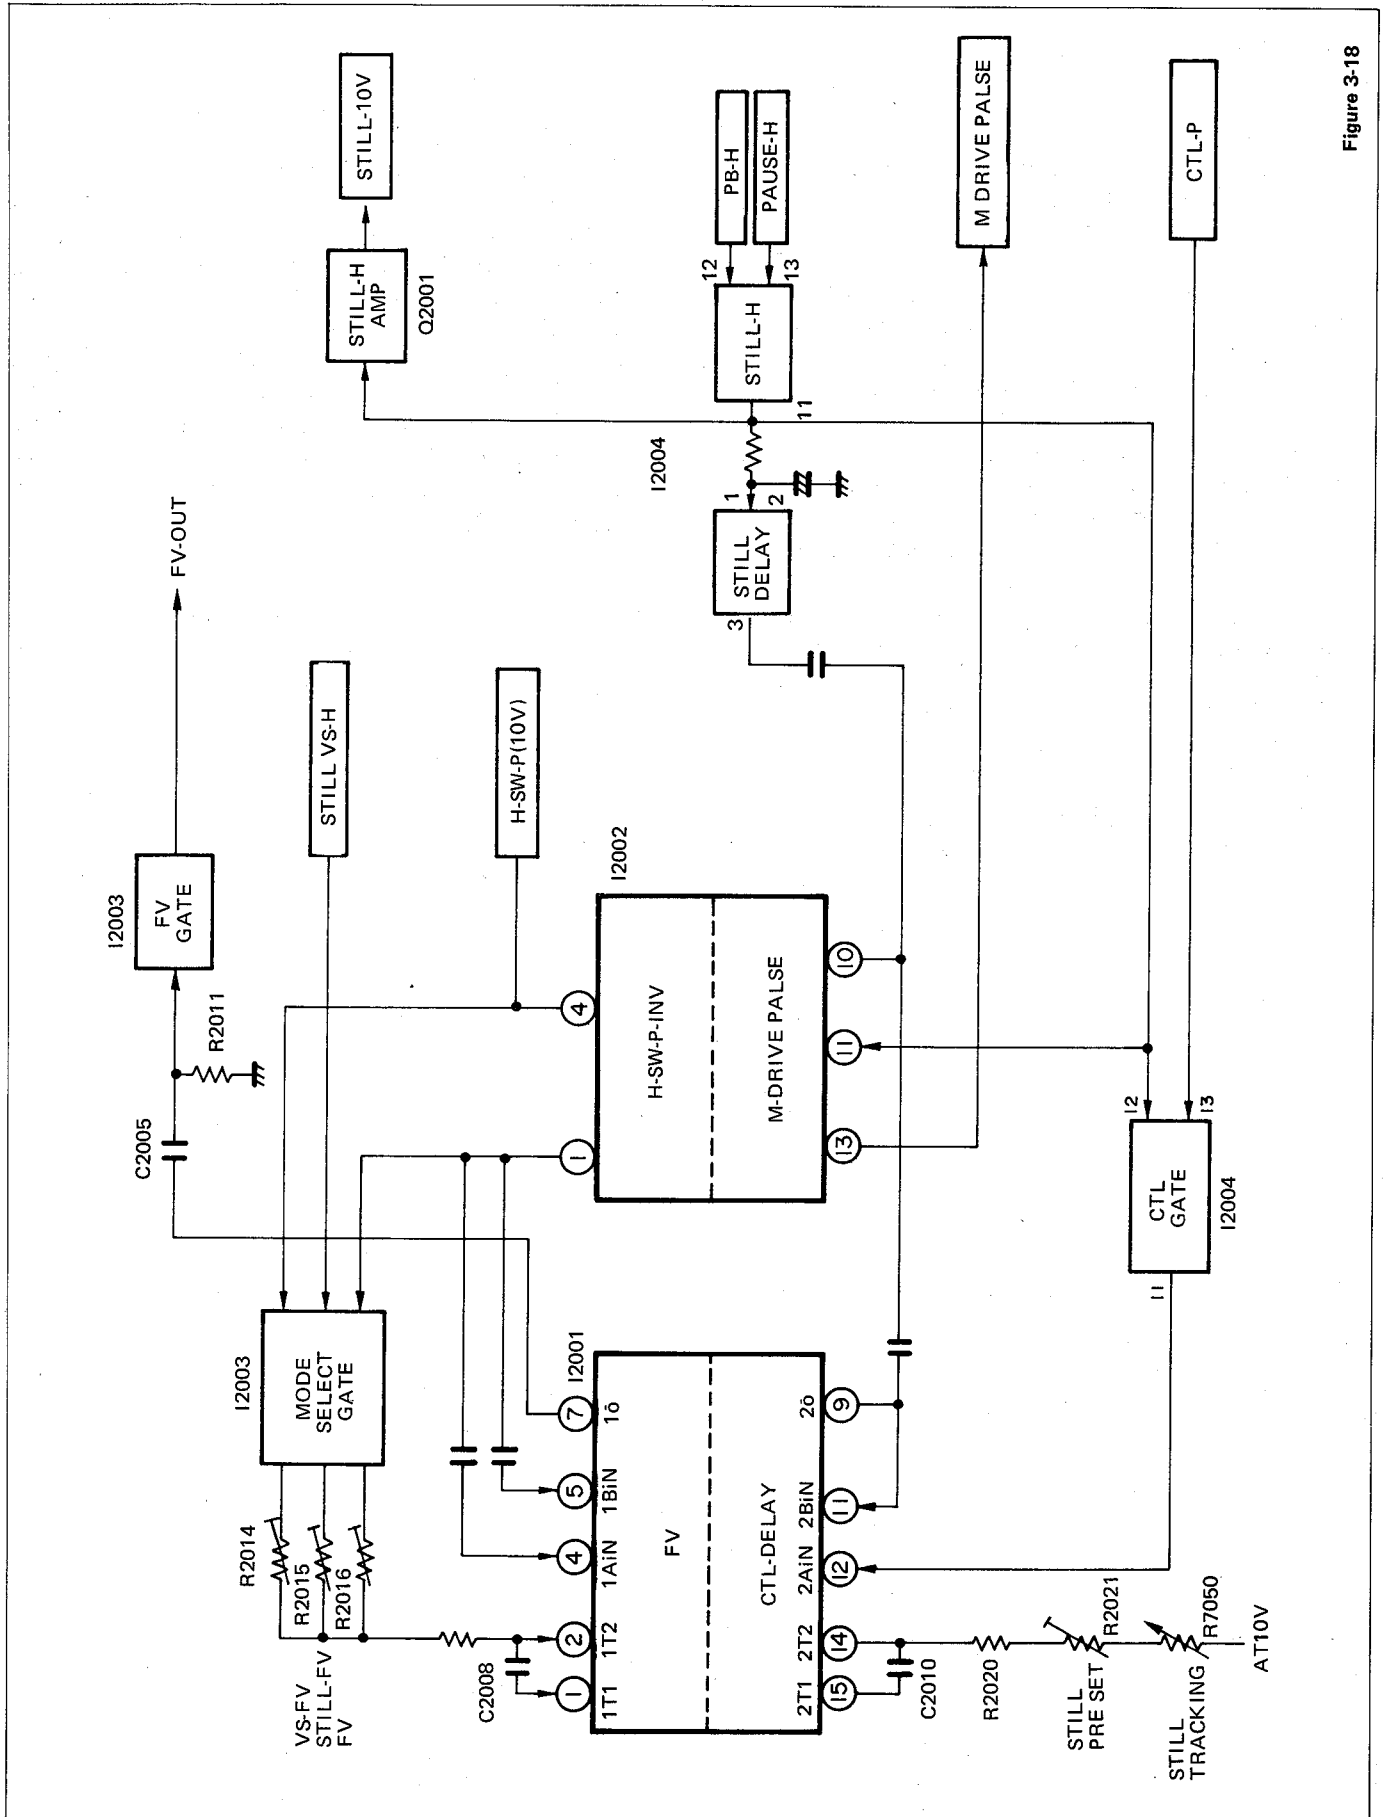 STILL-10V
STILL-H
AMP
Q2001
PB-H
PAUSE-H
12
13
STILL-H
11
M DRIVE PALSE
CTL-P
Figure 3-18
FV-OUT
I2004
1
2
STILL
DELAY
3
STILL VS-H
H-SW-P(10V)
I2003
FV
GATE
R2011
C2005
I2002
4
H-SW-P-INV
1
M-DRIVE PALSE
10
11
13
12
13
CTL
GATE
I2004
11
I2003
MODE
SELECT
GATE
R2014
R2015
R2016
VS-FV
STILL-FV
FV
C2008
I2001
7
1ō
5
1BiN
4
1AiN
2
1T2
1
1T1
FV
CTL-DELAY
2ō
9
2BiN
11
2AiN
12
2T2
14
2T1
15
C2010
R2020
STILL
PRE SET
R2021
STILL
TRACKING
R7050
AT10V